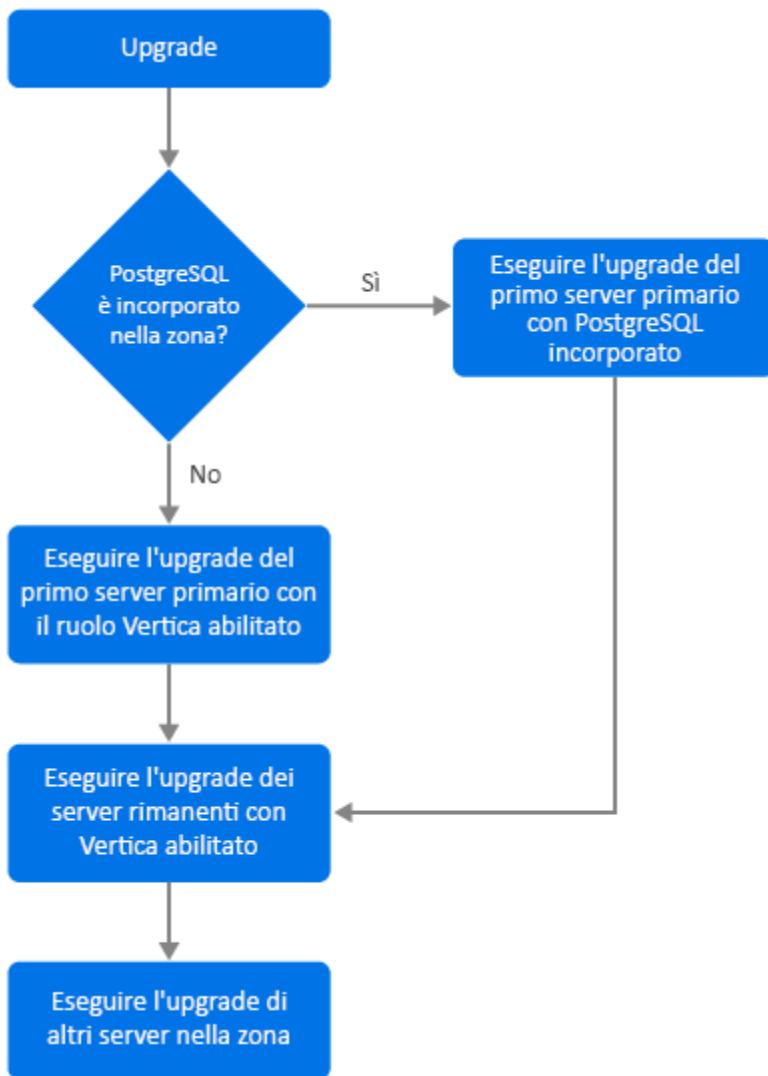 Upgrade
PostgreSQL
è incorporato
nella zona?
Sì
Eseguire l'upgrade del
primo server primario
con PostgreSQL
incorporato
No
Eseguire l'upgrade del
primo server primario con
il ruolo Vertica abilitato
Eseguire l'upgrade dei
server rimanenti con
Vertica abilitato
Eseguire l'upgrade di
altri server nella zona